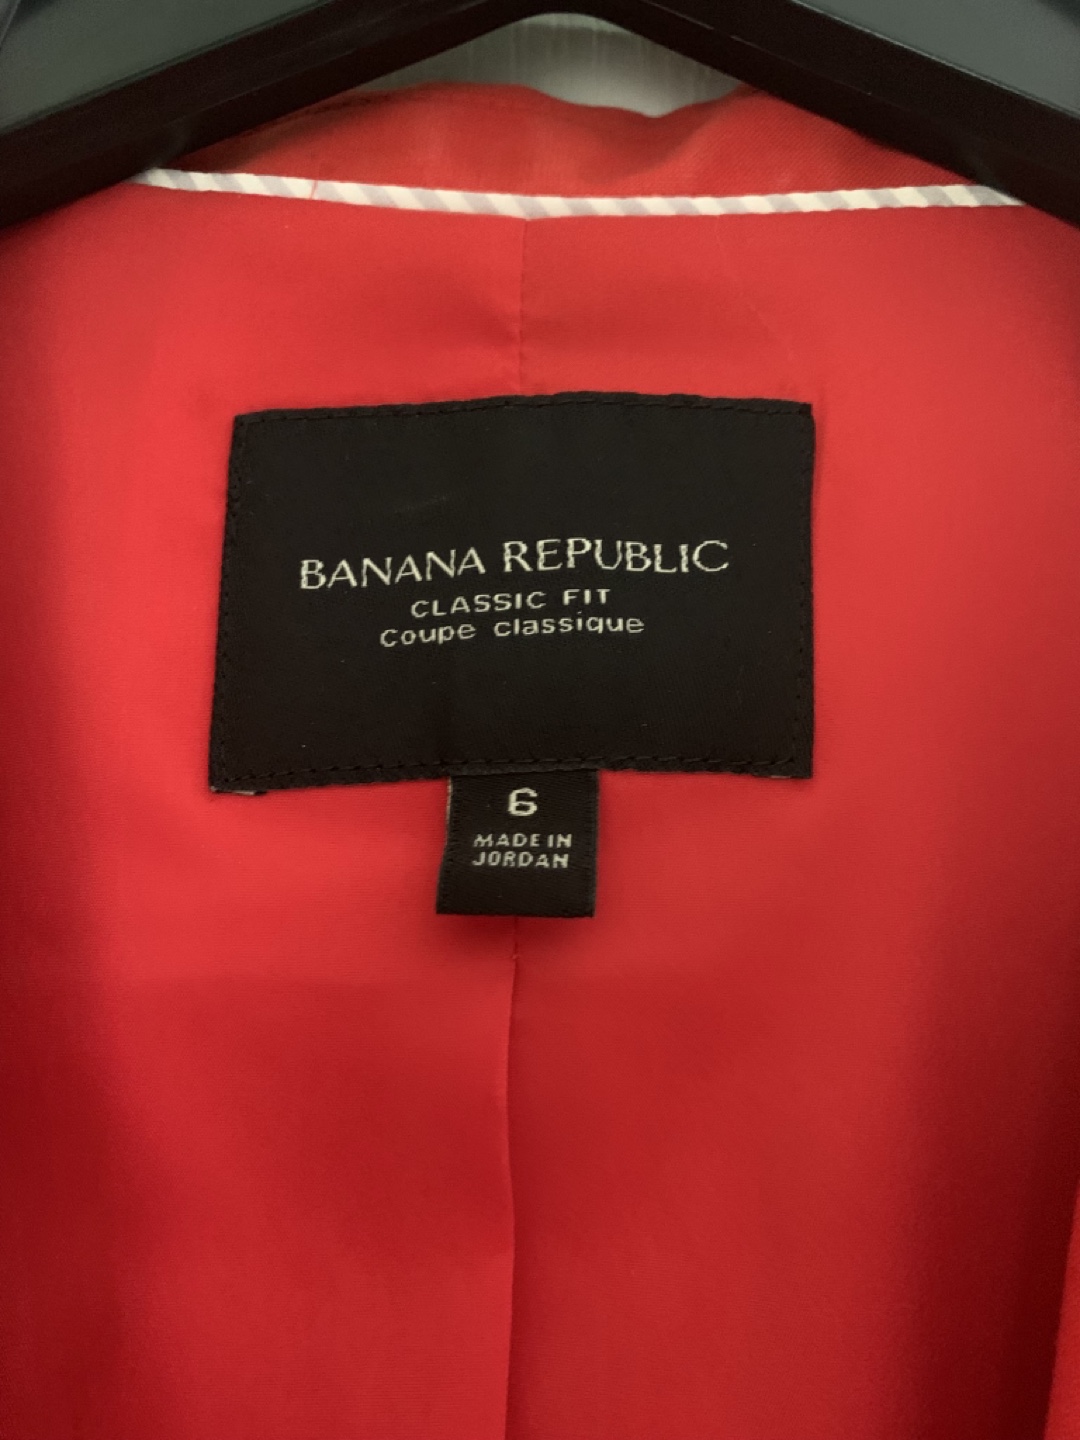 BANANA REPUBLIC
CLASSIC FIT
Coupe classique
6
MADE IN
JORDAN